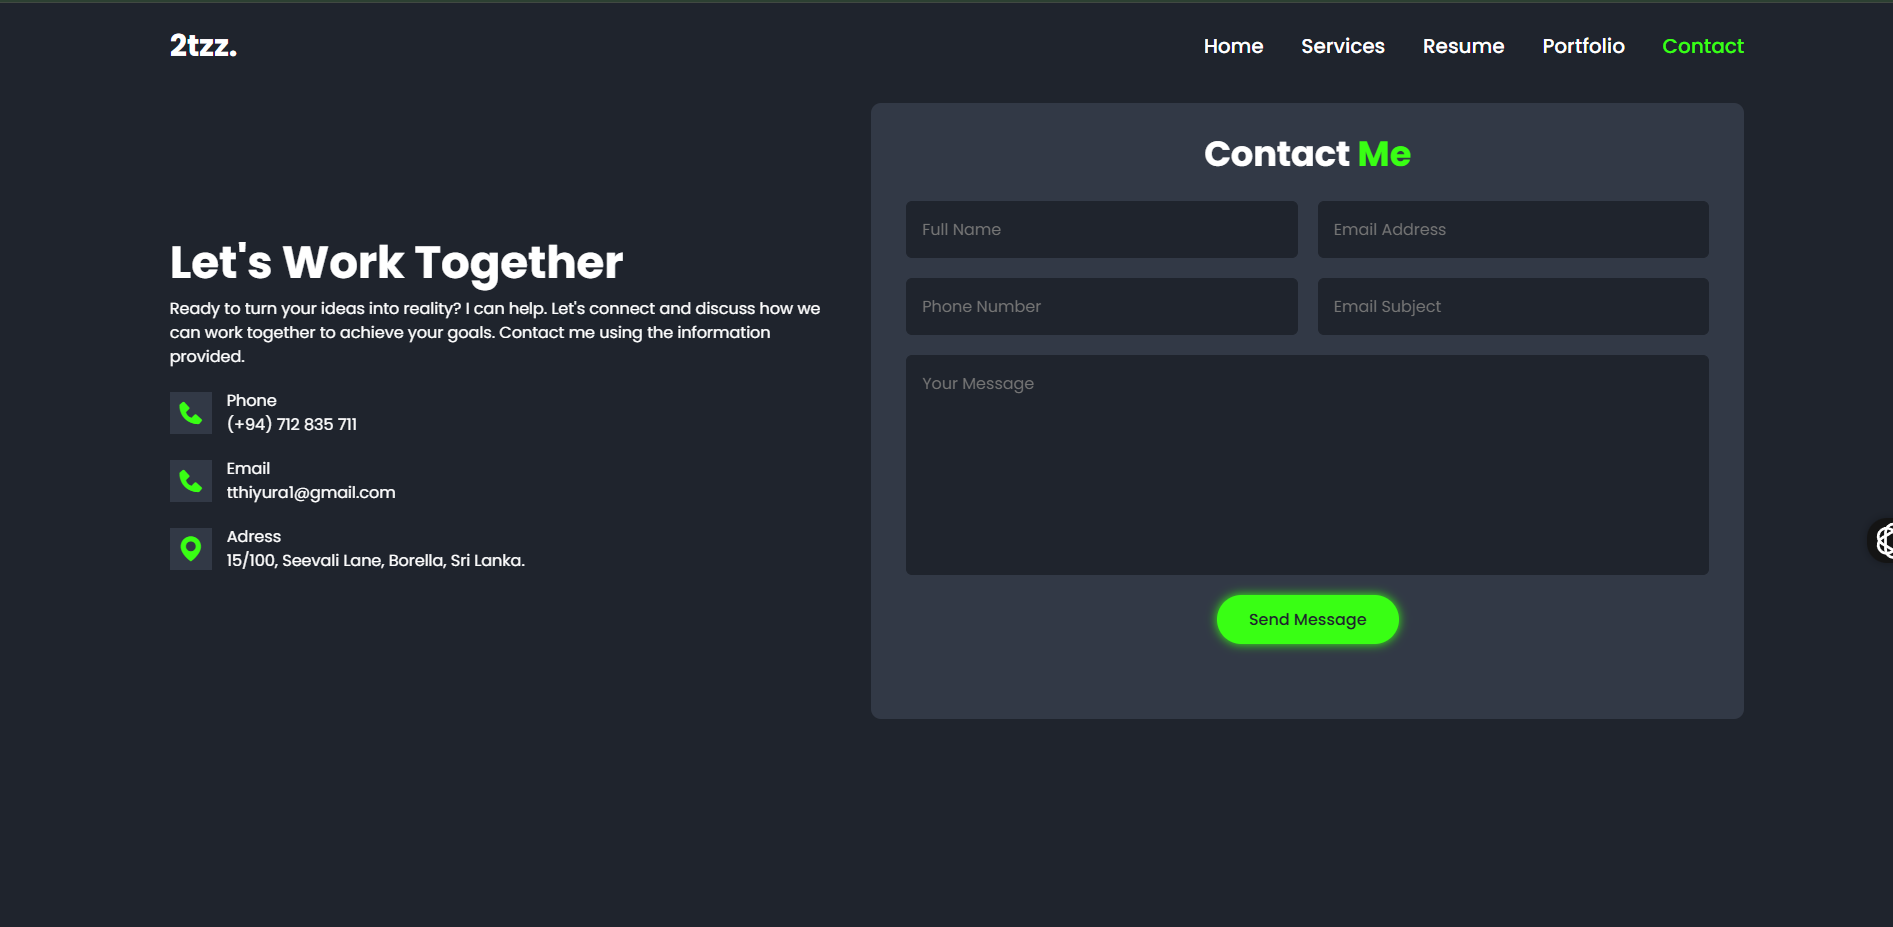 2tzz.
Home Services Resume Portfolio Contact
Let's Work Together
Ready to turn your ideas into reality? I can help. Let's connect and discuss how we
can work together to achieve your goals. Contact me using the information
provided.
Phone
(+94) 712 835 711
Email
tthiyura1@gmail.com
Adress
15/100, Seevali Lane, Borella, Sri Lanka.
Contact Me
Full Name
Email Address
Phone Number
Email Subject
Your Message
Send Message